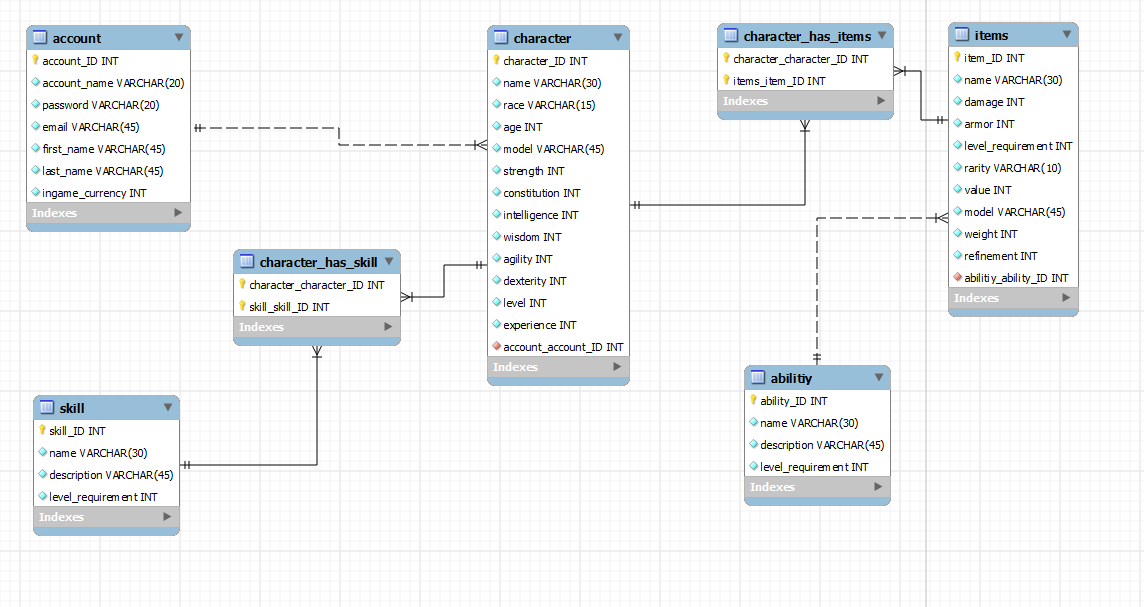 account
account_ID INT
account_name VARCHAR(20)
password VARCHAR(20)
email VARCHAR(45)
first_name VARCHAR(45)
last_name VARCHAR(45)
ingame_currency INT
Indexes
character
character_ID INT
name VARCHAR(30)
race VARCHAR(15)
age INT
model VARCHAR(45)
strength INT
constitution INT
intelligence INT
wisdom INT
agility INT
dexterity INT
level INT
experience INT
account_account_ID INT
Indexes
character_has_items
character_character_ID INT
items_item_ID INT
Indexes
items
item_ID INT
name VARCHAR(30)
damage INT
armor INT
level_requirement INT
rarity VARCHAR(10)
value INT
model VARCHAR(45)
weight INT
refinement INT
abilitiy_ability_ID INT
Indexes
character_has_skill
character_character_ID INT
skill_skill_ID INT
Indexes
skill
skill_ID INT
name VARCHAR(30)
description VARCHAR(45)
level_requirement INT
Indexes
abilitiy
ability_ID INT
name VARCHAR(30)
description VARCHAR(45)
level_requirement INT
Indexes